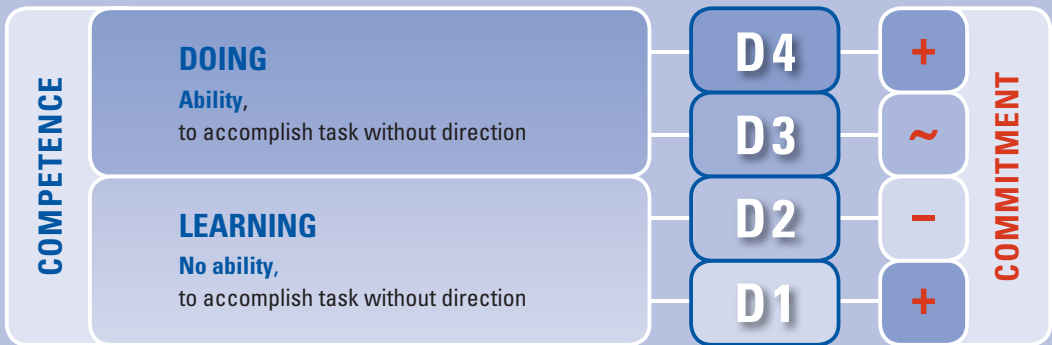 COMPETENCE
DOING
Ability,
to accomplish task without direction
LEARNING
No ability,
to accomplish task without direction
D4
+
D3
~
D2
–
D1
+
COMMITMENT